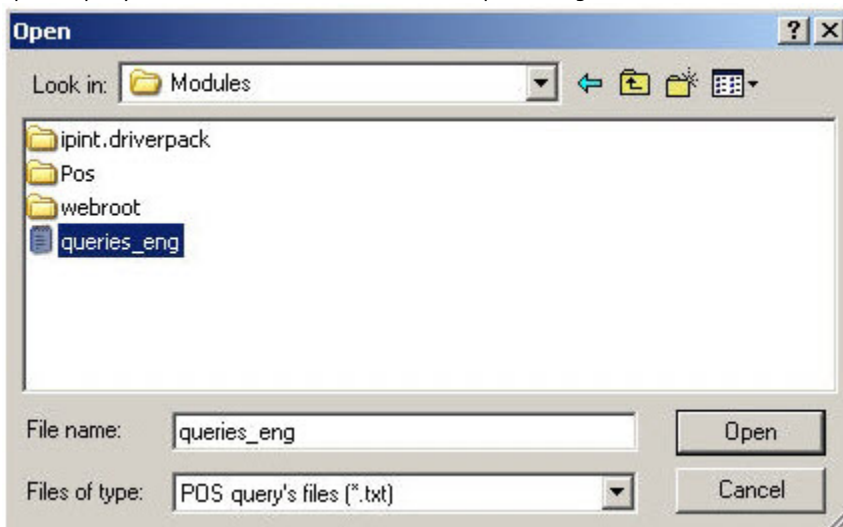 Open
Look in: Modules
ipint.driverpack
Pos
webroot
queries_eng
File name: queries_eng Open
Files of type: POS query's files (*.txt) Cancel